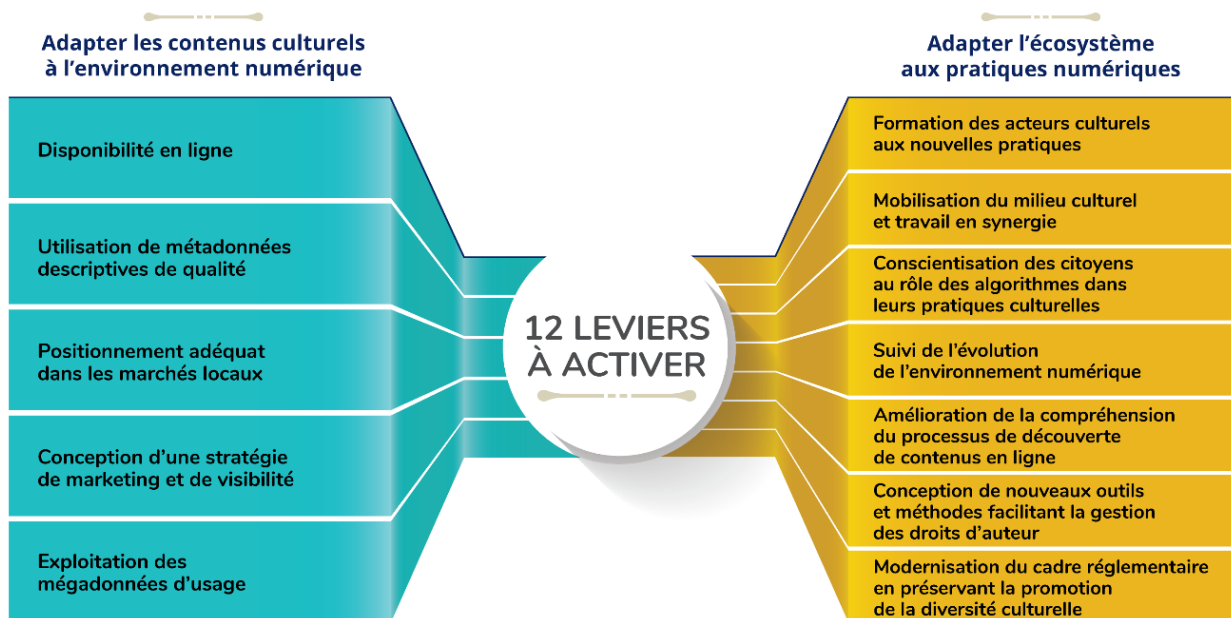 Adapter les contenus culturels
à l'environnement numérique
Disponibilité en ligne
Utilisation de métadonnées
descriptives de qualité
Positionnement adéquat
dans les marchés locaux
Conception d'une stratégie
de marketing et de visibilité
Exploitation des
mégadonnées d'usage
12 LEVIERS
À ACTIVER
Adapter l'écosystème
aux pratiques numériques
Formation des acteurs culturels
aux nouvelles pratiques
Mobilisation du milieu culturel
et travail en synergie
Conscientisation des citoyens
au rôle des algorithmes dans
leurs pratiques culturelles
Suivi de l'évolution
de l'environnement numérique
Amélioration de la compréhension
du processus de découverte
de contenus en ligne
Conception de nouveaux outils
et méthodes facilitant la gestion
des droits d'auteur
Modernisation du cadre réglementaire
en préservant la promotion
de la diversité culturelle